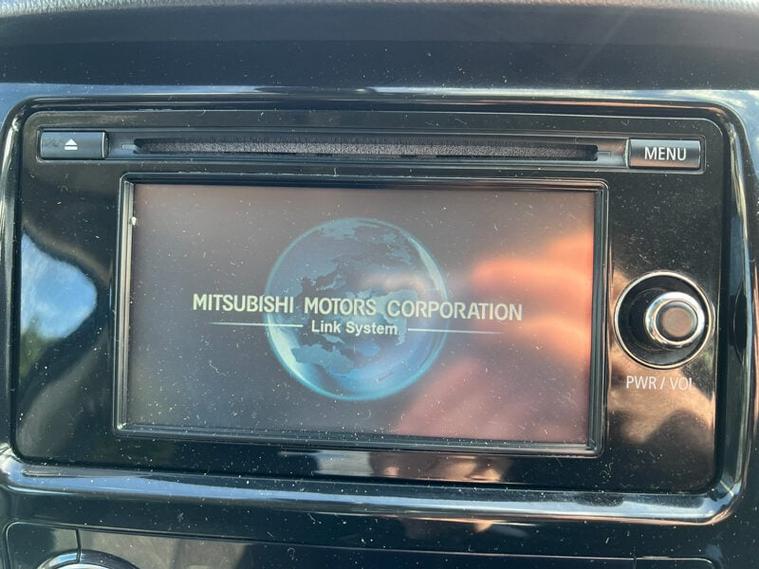 MENU
MITSUBISHI MOTORS CORPORATION
Link System
PWR / VOL